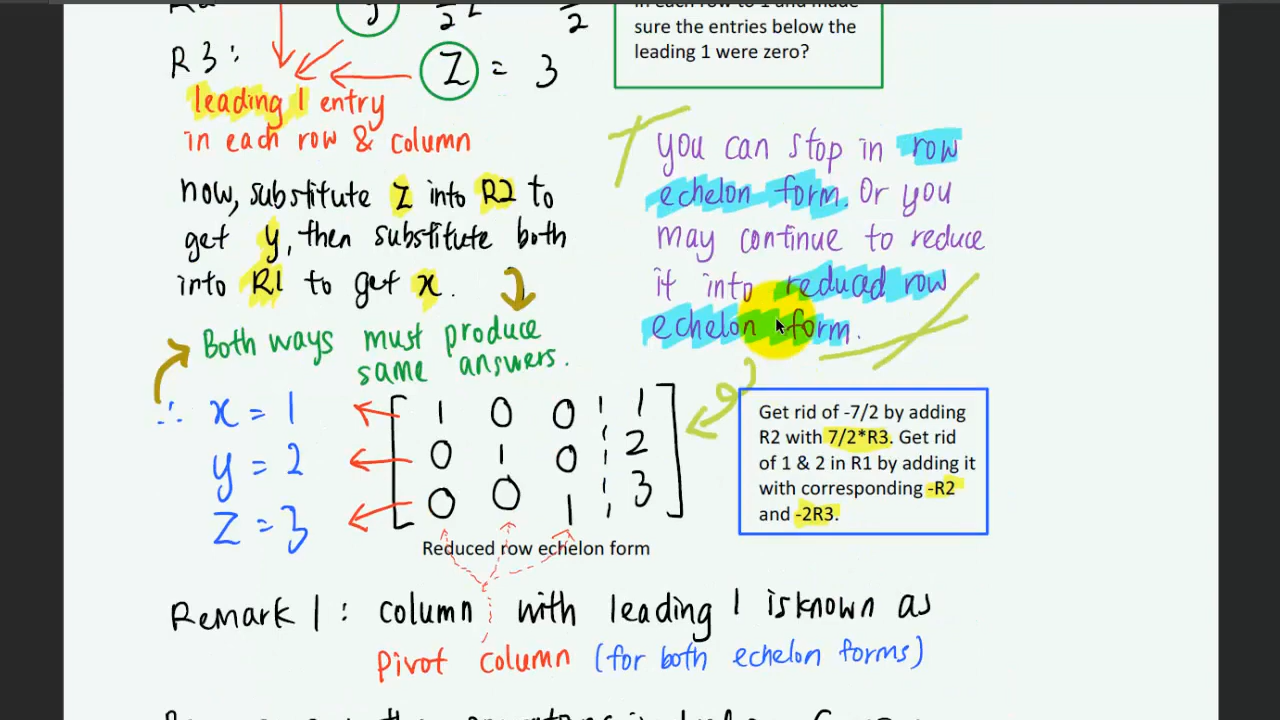 in each row to 1 and made
sure the entries below the
leading 1 were zero?
R3:
Z = 3
leading 1 entry
in each row & column
now, substitute Z into R2 to
get y, then substitute both
into R1 to get x.
Both ways must produce
same answers.
you can stop in row
echelon form. Or you
may continue to reduce
it into reduced row
echelon form.
∴ x = 1
y = 2
Z = 3
1 0 0 ¦ 1
0 1 0 ¦ 2
0 0 1 ¦ 3
Reduced row echelon form
Get rid of -7/2 by adding
R2 with 7/2*R3. Get rid
of 1 & 2 in R1 by adding it
with corresponding -R2
and -2R3.
Remark 1: column with leading 1 is known as
Pivot column (for both echelon forms)